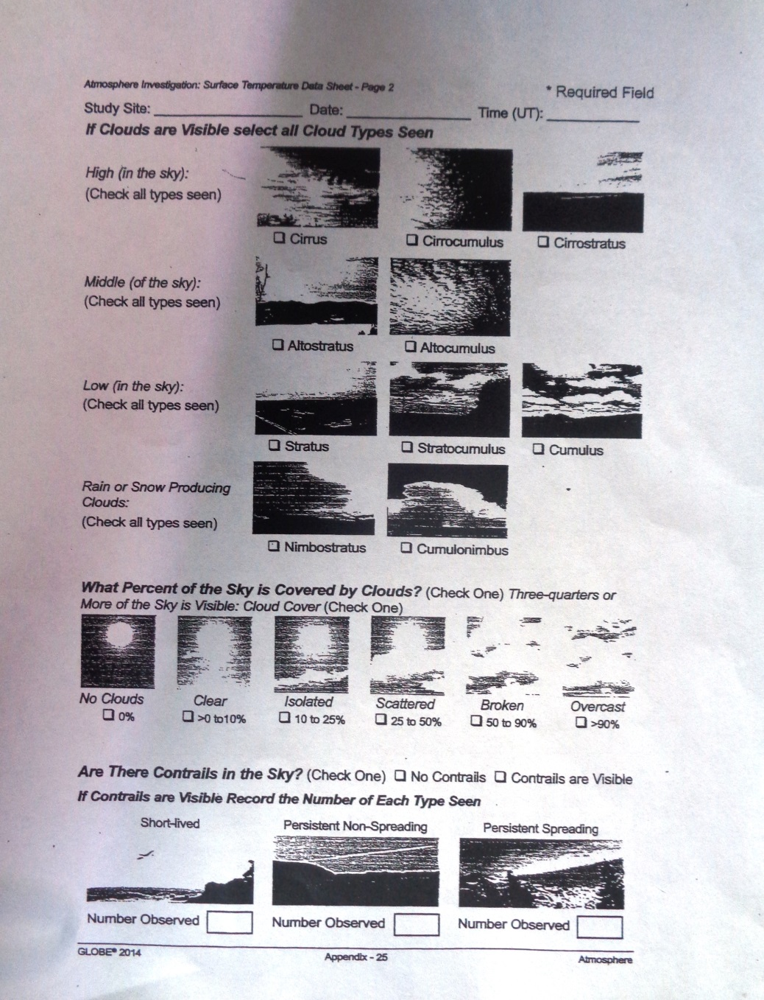 Atmosphere Investigation: Surface Temperature Data Sheet - Page 2
* Required Field
Study Site: Date: Time (UT):
If Clouds are Visible select all Cloud Types Seen
High (in the sky):
(Check all types seen)
Cirrus Cirrocumulus Cirrostratus
Middle (of the sky):
(Check all types seen)
Altostratus Altocumulus
Low (in the sky):
(Check all types seen)
Stratus Stratocumulus Cumulus
Rain or Snow Producing
Clouds:
(Check all types seen)
Nimbostratus Cumulonimbus
What Percent of the Sky is Covered by Clouds? (Check One) Three-quarters or
More of the Sky is Visible: Cloud Cover (Check One)
No Clouds Clear Isolated Scattered Broken Overcast
0% >0 to10% 10 to 25% 25 to 50% 50 to 90% >90%
Are There Contrails in the Sky? (Check One) No Contrails Contrails are Visible
If Contrails are Visible Record the Number of Each Type Seen
Short-lived Persistent Non-Spreading Persistent Spreading
Number Observed Number Observed Number Observed
GLOBE® 2014 Appendix - 25 Atmosphere